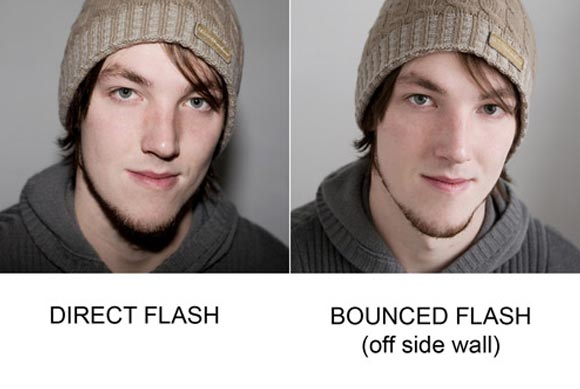 DIRECT FLASH
BOUNCED FLASH
(off side wall)